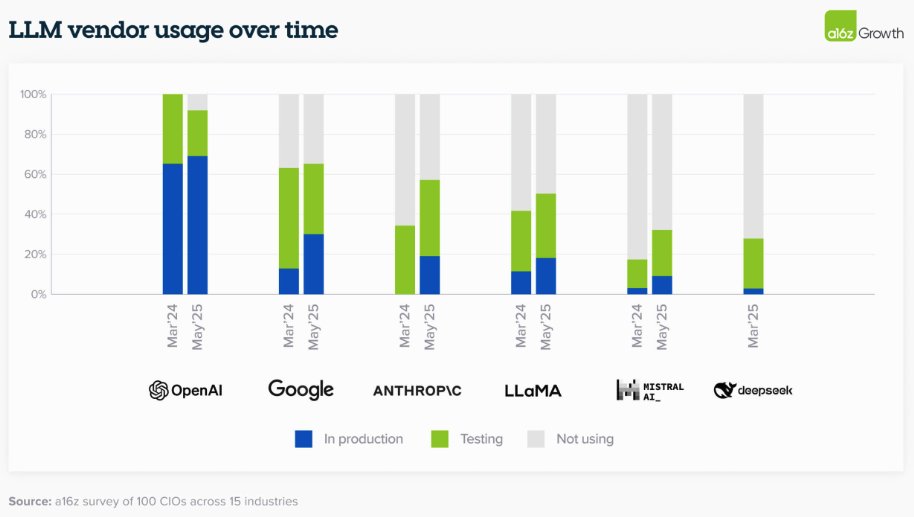 LLM vendor usage over time
a16z Growth
100%
80%
60%
40%
20%
0%
Mar'24
May'25
Mar'24
May'25
Mar'24
May'25
Mar'24
May'25
Mar'24
May'25
Mar'25
OpenAI
Google
ANTHROP\C
LLaMA
MISTRAL
AI_
deepseek
In production
Testing
Not using
Source: a16z survey of 100 CIOs across 15 industries